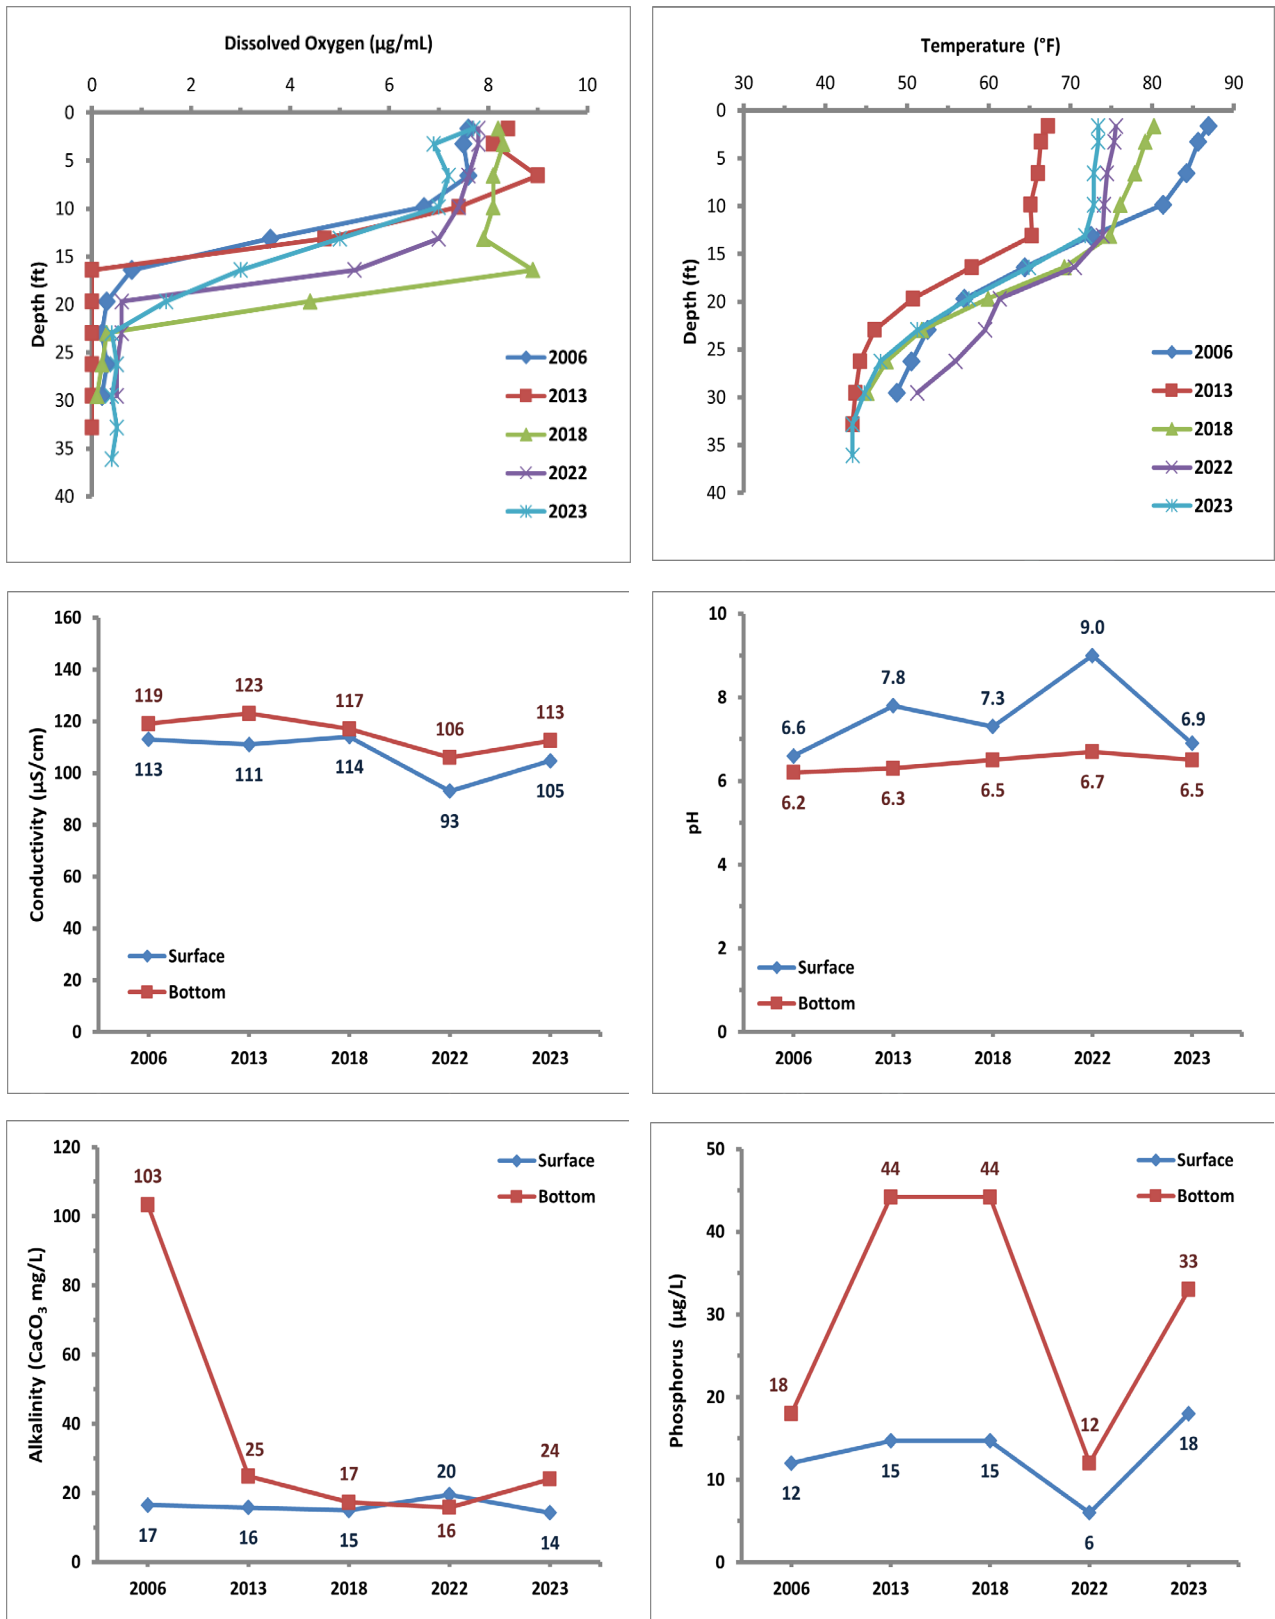 Dissolved Oxygen (µg/mL)
0 2 4 6 8 10
0
5
10
15
20
25
30
35
40
Depth (ft)
2006
2013
2018
2022
2023
Temperature (°F)
30 40 50 60 70 80 90
0
5
10
15
20
25
30
35
40
Depth (ft)
2006
2013
2018
2022
2023
Conductivity (µS/cm)
160
140
120
100
80
60
40
20
0
119 123 117 106 113
113 111 114 93 105
Surface
Bottom
2006 2013 2018 2022 2023
pH
10
8
6
4
2
0
6.6 7.8 7.3 9.0 6.9
6.2 6.3 6.5 6.7 6.5
Surface
Bottom
2006 2013 2018 2022 2023
Alkalinity (CaCO₃ mg/L)
120
100
80
60
40
20
0
Surface
Bottom
103 25 17 20 24
17 16 15 16 14
2006 2013 2018 2022 2023
Phosphorus (µg/L)
50
40
30
20
10
0
Surface
Bottom
18 44 44 12 33
12 15 15 6 18
2006 2013 2018 2022 2023